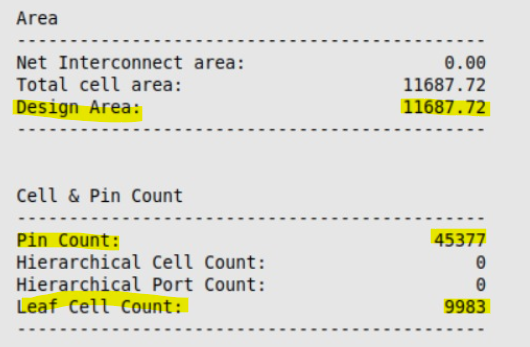 Area
-----------------------------------------------
Net Interconnect area: 0.00
Total cell area: 11687.72
Design Area: 11687.72
-----------------------------------------------
Cell & Pin Count
-----------------------------------------------
Pin Count: 45377
Hierarchical Cell Count: 0
Hierarchical Port Count: 0
Leaf Cell Count: 9983
-----------------------------------------------